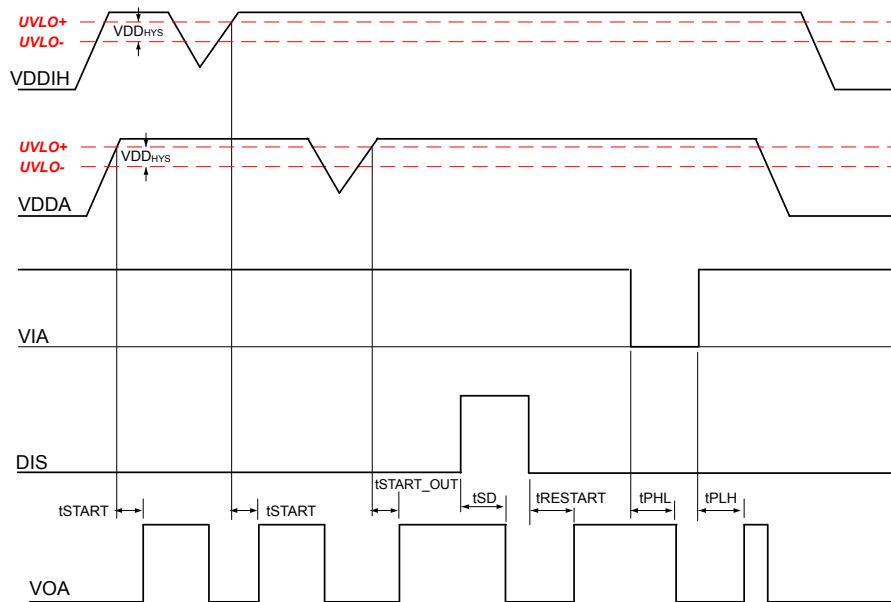 UVLO+
VDDHYS
UVLO-
VDDIH
UVLO+
VDDHYS
UVLO-
VDDA
VIA
DIS
tSTART
tSTART
tSTART_OUT
tSD
tRESTART
tPHL
tPLH
VOA